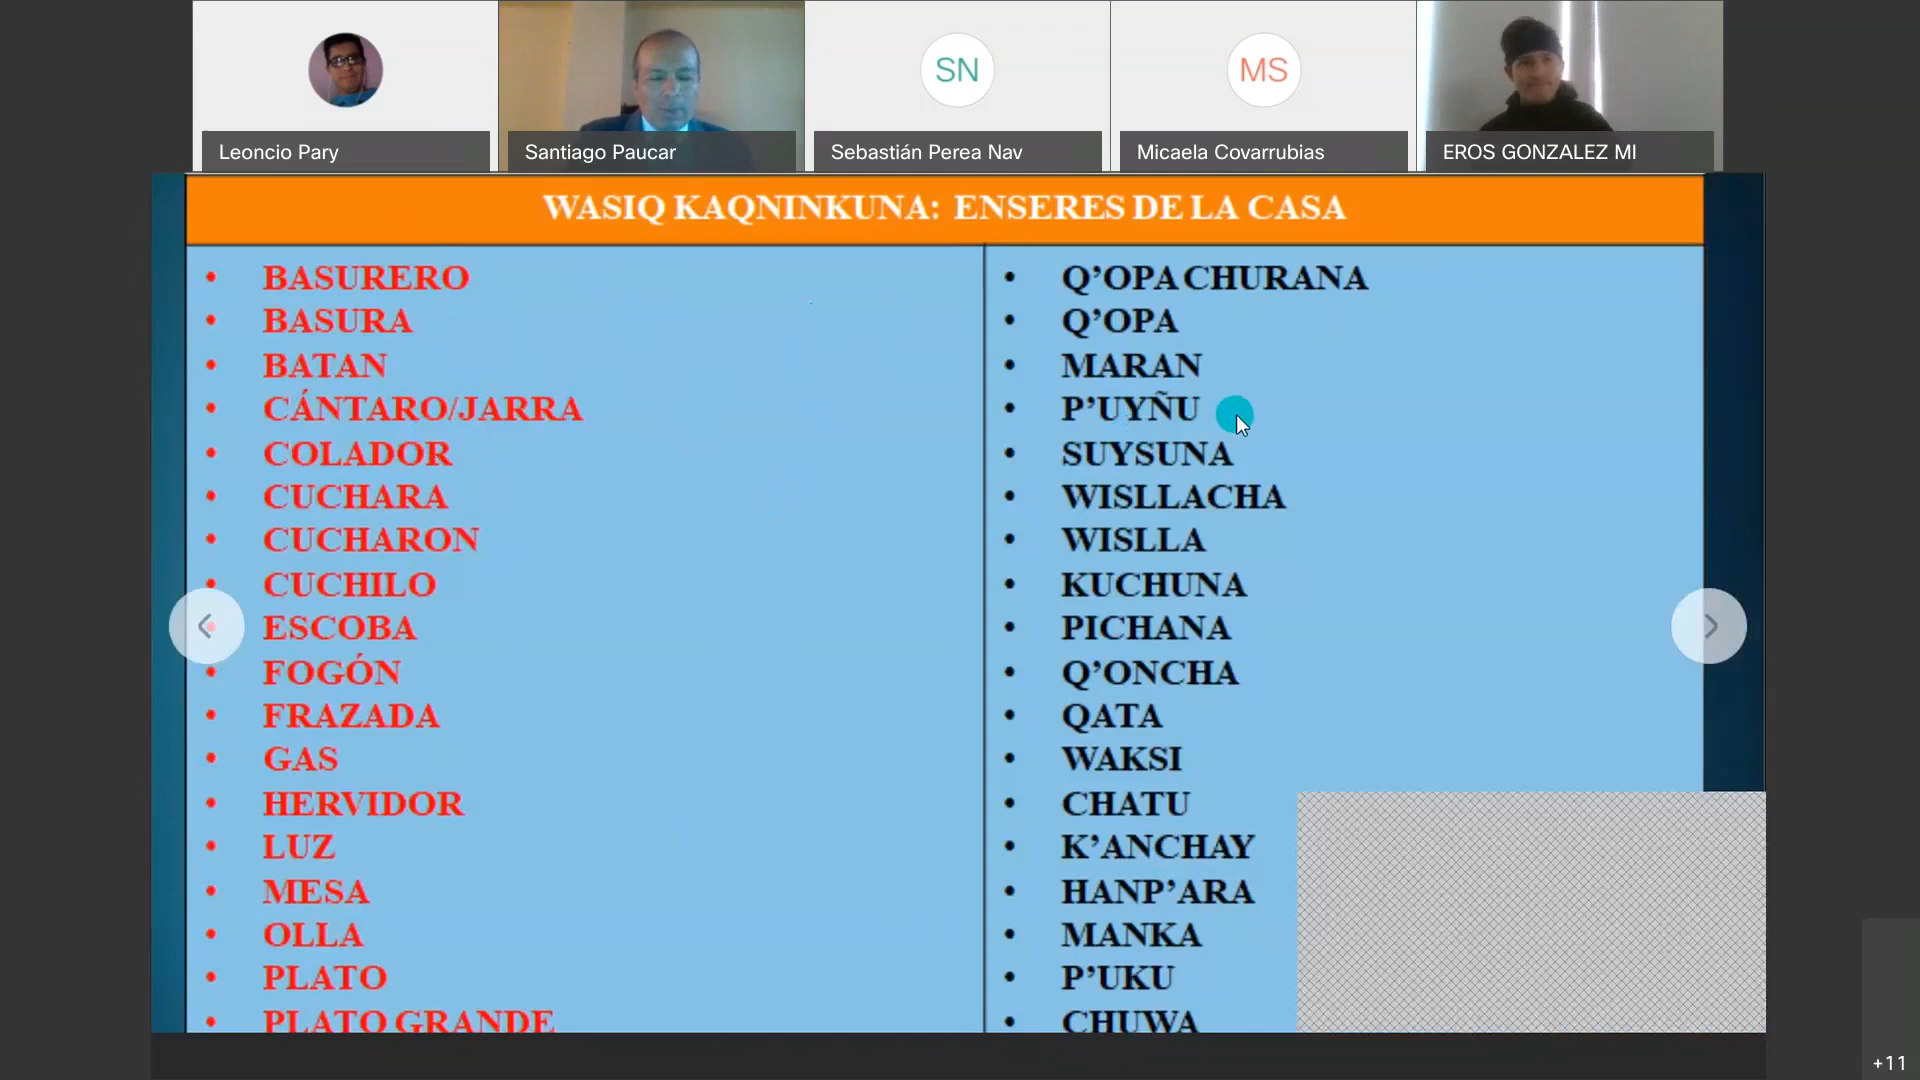 SN
MS
Leoncio Pary
Santiago Paucar
Sebastián Perea Nav
Micaela Covarrubias
EROS GONZALEZ MI
WASIQ KAQNINKUNA: ENSERES DE LA CASA
• BASURERO
• BASURA
• BATAN
• CÁNTARO/JARRA
• COLADOR
• CUCHARA
• CUCHARON
• CUCHILO
• ESCOBA
• FOGÓN
• FRAZADA
• GAS
• HERVIDOR
• LUZ
• MESA
• OLLA
• PLATO
• PLATO GRANDE
• Q’OPA CHURANA
• Q’OPA
• MARAN
• P’UYÑU
• SUYSUNA
• WISLLACHA
• WISLLA
• KUCHUNA
• PICHANA
• Q’ONCHA
• QATA
• WAKSI
• CHATU
• K’ANCHAY
• HANP’ARA
• MANKA
• P’UKU
• CHUWA
+11